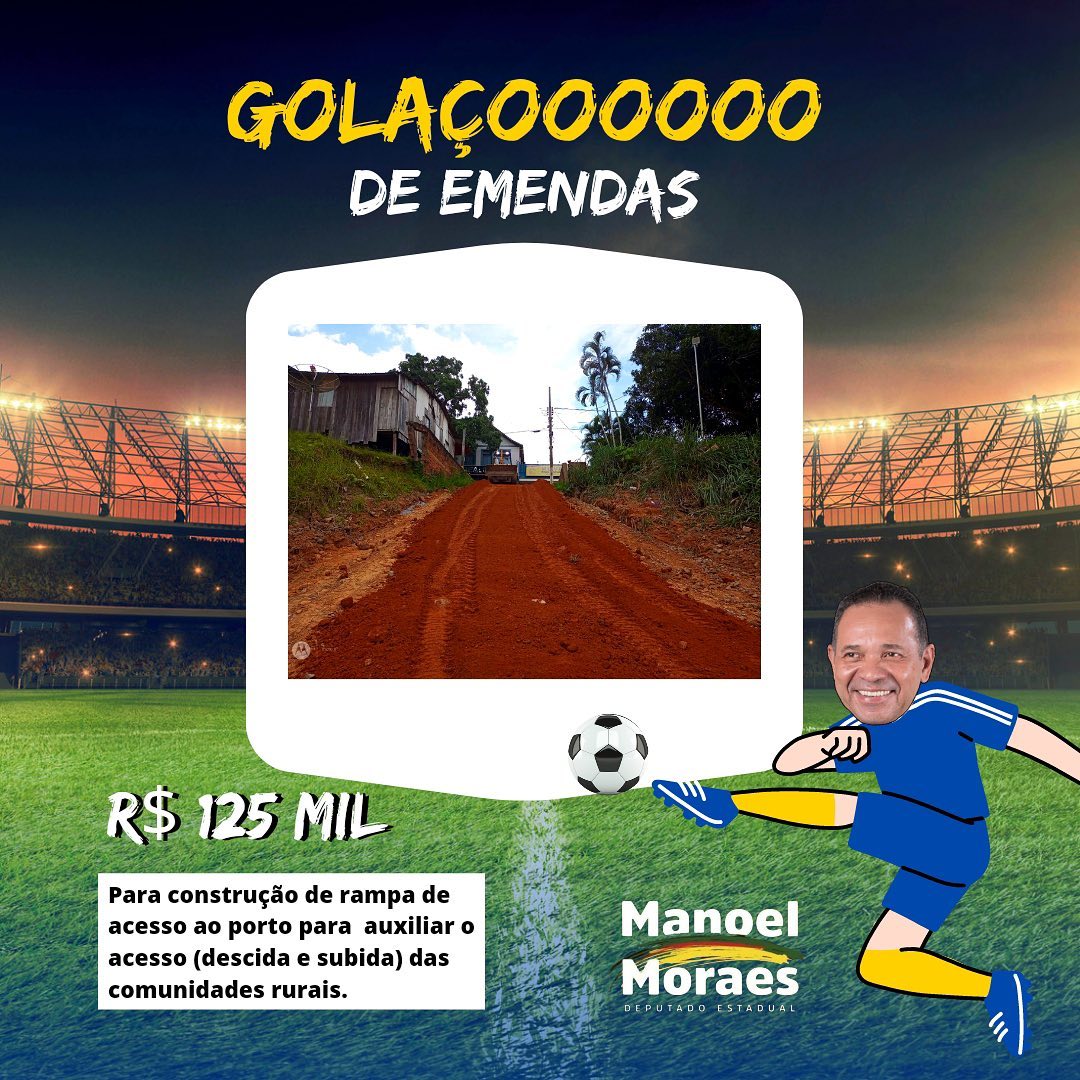 GOLAÇOOOOOO
DE EMENDAS
R$ 125 MIL
Para construção de rampa de
acesso ao porto para auxiliar o
acesso (descida e subida) das
comunidades rurais.
Manoel
Moraes
DEPUTADO ESTADUAL